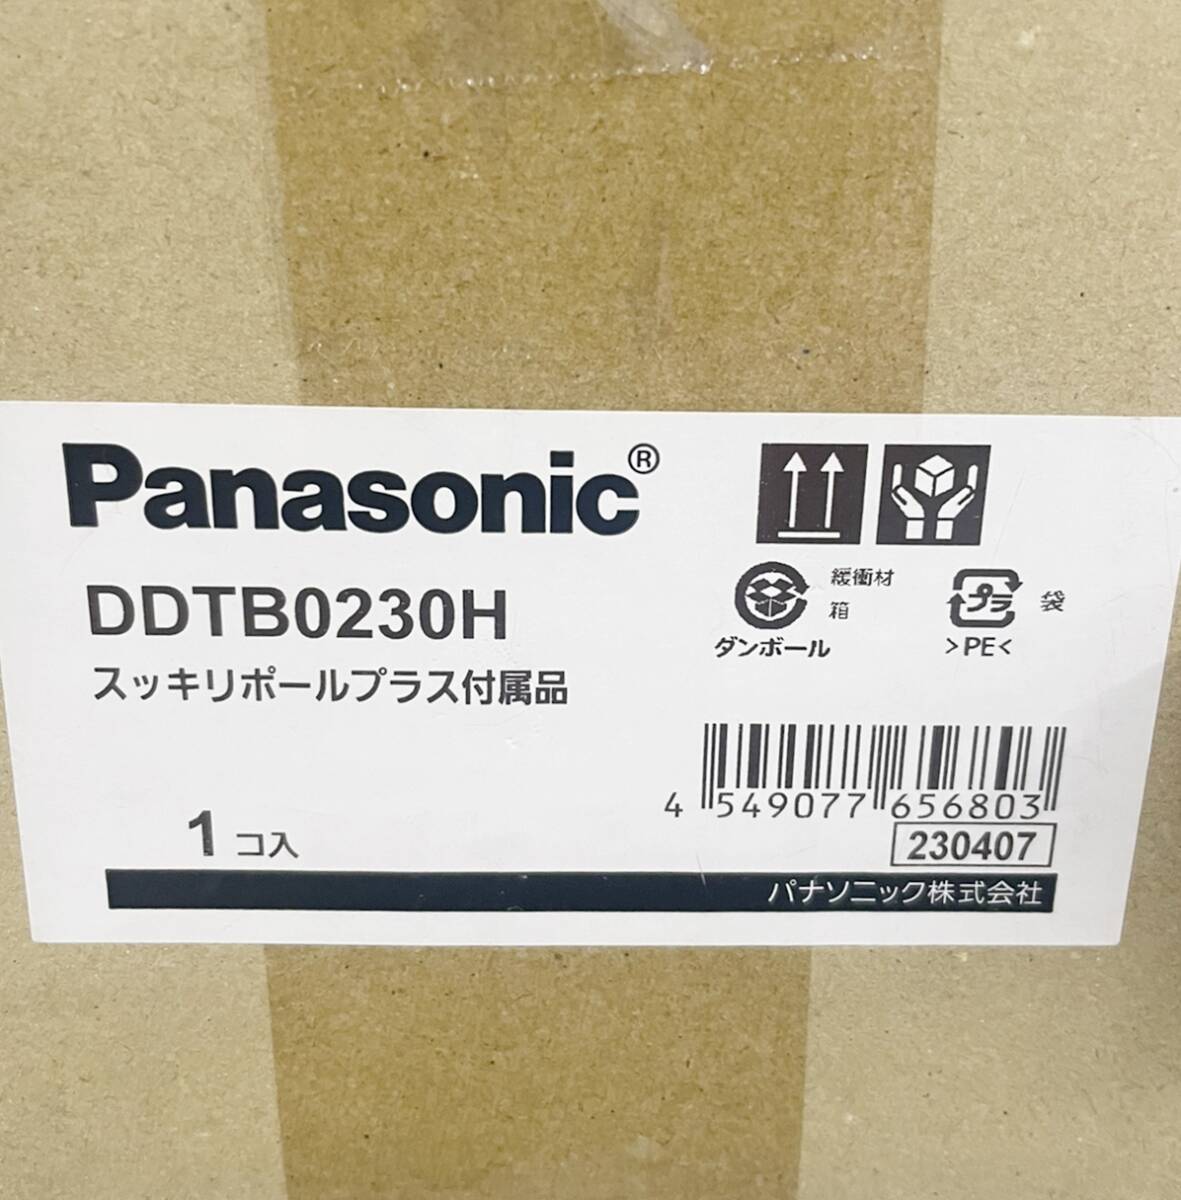 Panasonic®
DDTB0230H
スッキリポールプラス付属品
1 コ入
緩衝材
箱
ダンボール
プラ
袋
>PE<
4 549077 656803
230407
パナソニック株式会社